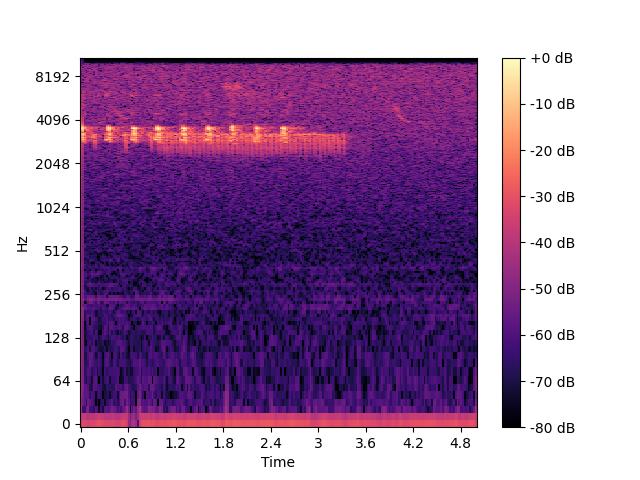 +0 dB
8192
-10 dB
4096
-20 dB
2048
-30 dB
1024
Hz
512
-40 dB
256
-50 dB
128
-60 dB
64
-70 dB
0
-80 dB
0 0.6 1.2 1.8 2.4 3 3.6 4.2 4.8
Time